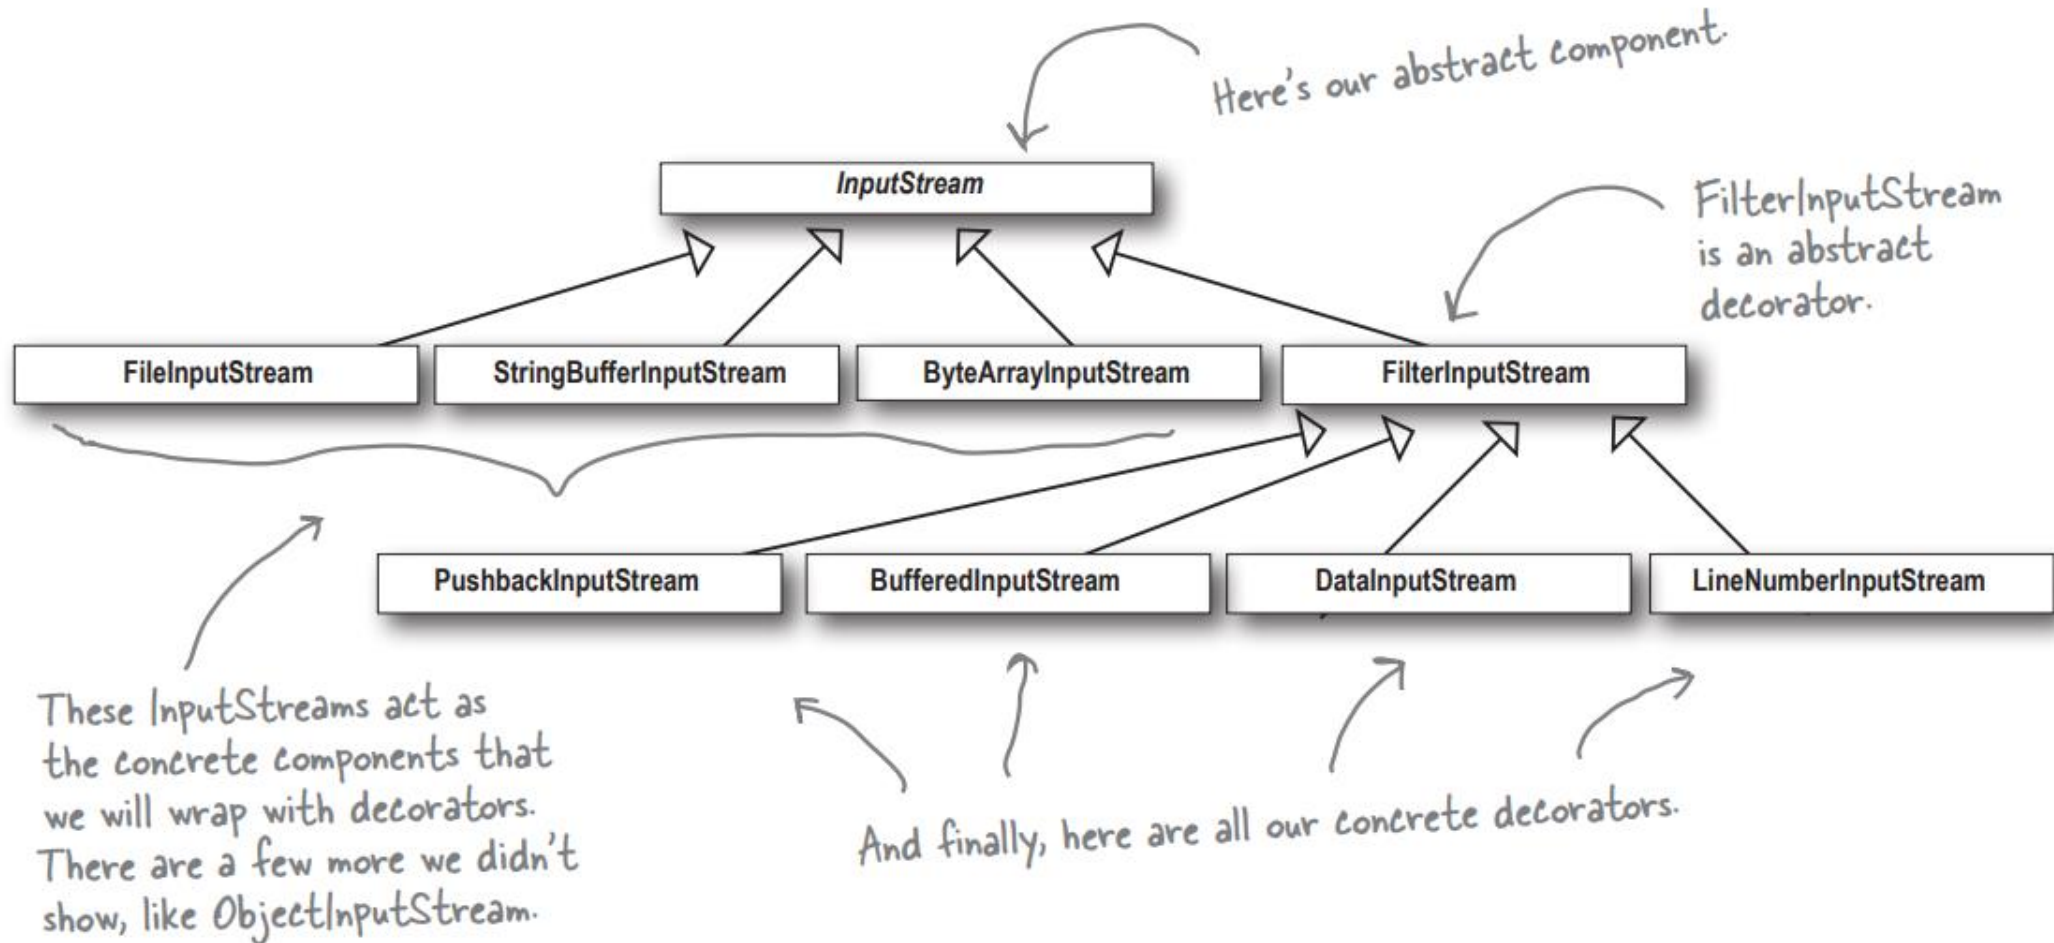 Here's our abstract component.
InputStream
FilterInputStream
is an abstract
decorator.
FileInputStream
StringBufferInputStream
ByteArrayInputStream
FilterInputStream
PushbackInputStream
BufferedInputStream
DataInputStream
LineNumberInputStream
These InputStreams act as
the concrete components that
we will wrap with decorators.
There are a few more we didn't
show, like ObjectInputStream.
And finally, here are all our concrete decorators.